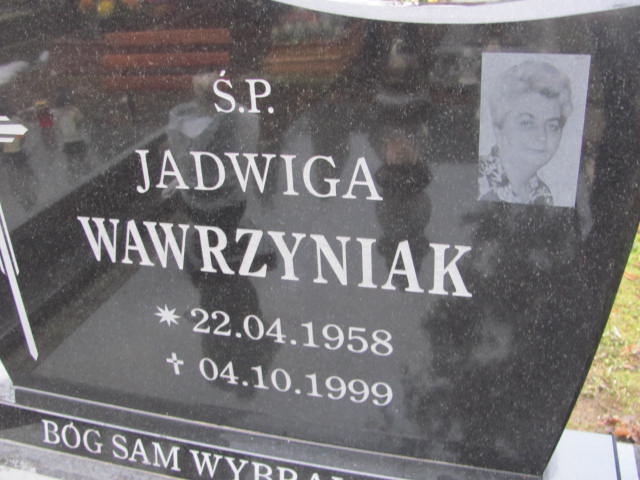 Ś.P.
JADWIGA
WAWRZYNIAK
22.04.1958
04.10.1999
BÓG SAM